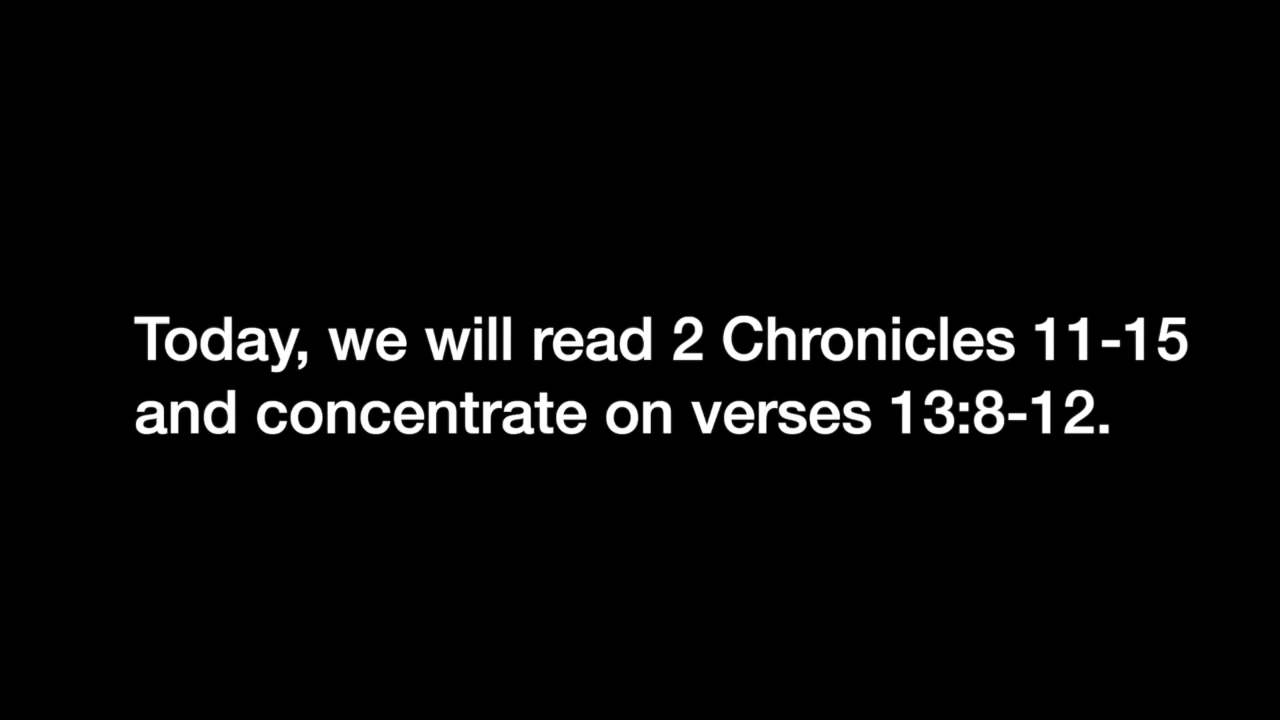 Today, we will read 2 Chronicles 11-15
and concentrate on verses 13:8-12.